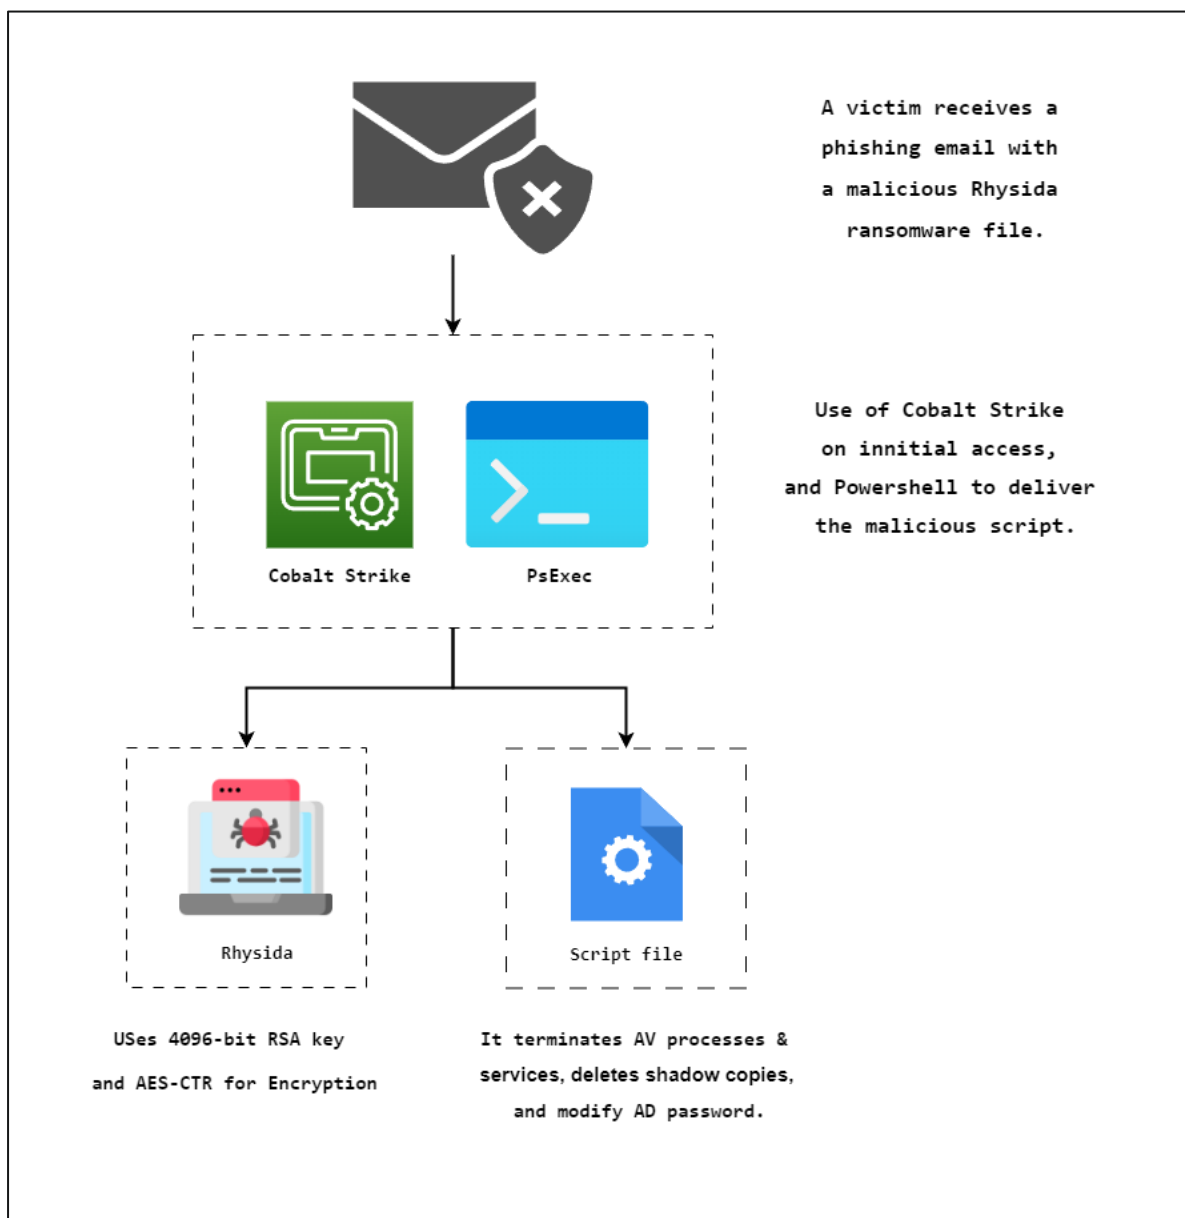 A victim receives a
phishing email with
a malicious Rhysida
ransomware file.
Use of Cobalt Strike
on innitial access,
and Powershell to deliver
the malicious script.
Cobalt Strike
PsExec
Rhysida
Script file
USes 4096-bit RSA key
and AES-CTR for Encryption
It terminates AV processes &
services, deletes shadow copies,
and modify AD password.